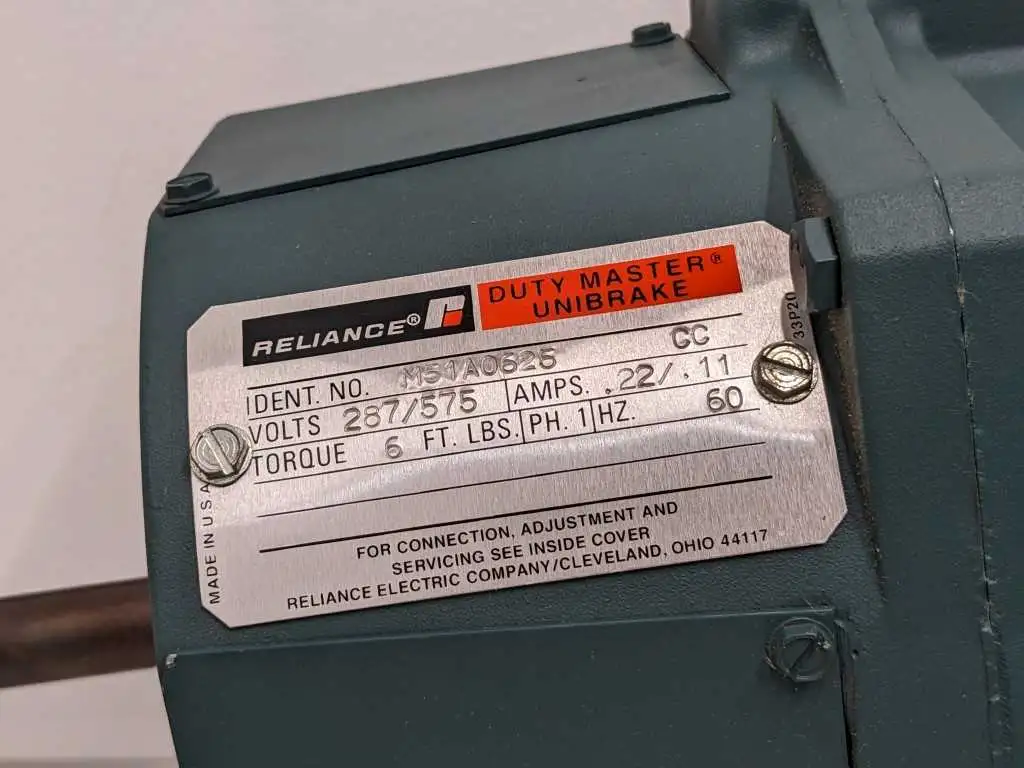 RELIANCE®
DUTY MASTER®
UNIBRAKE
33P20
IDENT. NO. M51A0625 CC
VOLTS 287/575 AMPS. .22/.11
TORQUE 6 FT. LBS. PH. 1 HZ. 60
FOR CONNECTION, ADJUSTMENT AND
SERVICING SEE INSIDE COVER
RELIANCE ELECTRIC COMPANY/CLEVELAND, OHIO 44117
MADE IN U.S.A